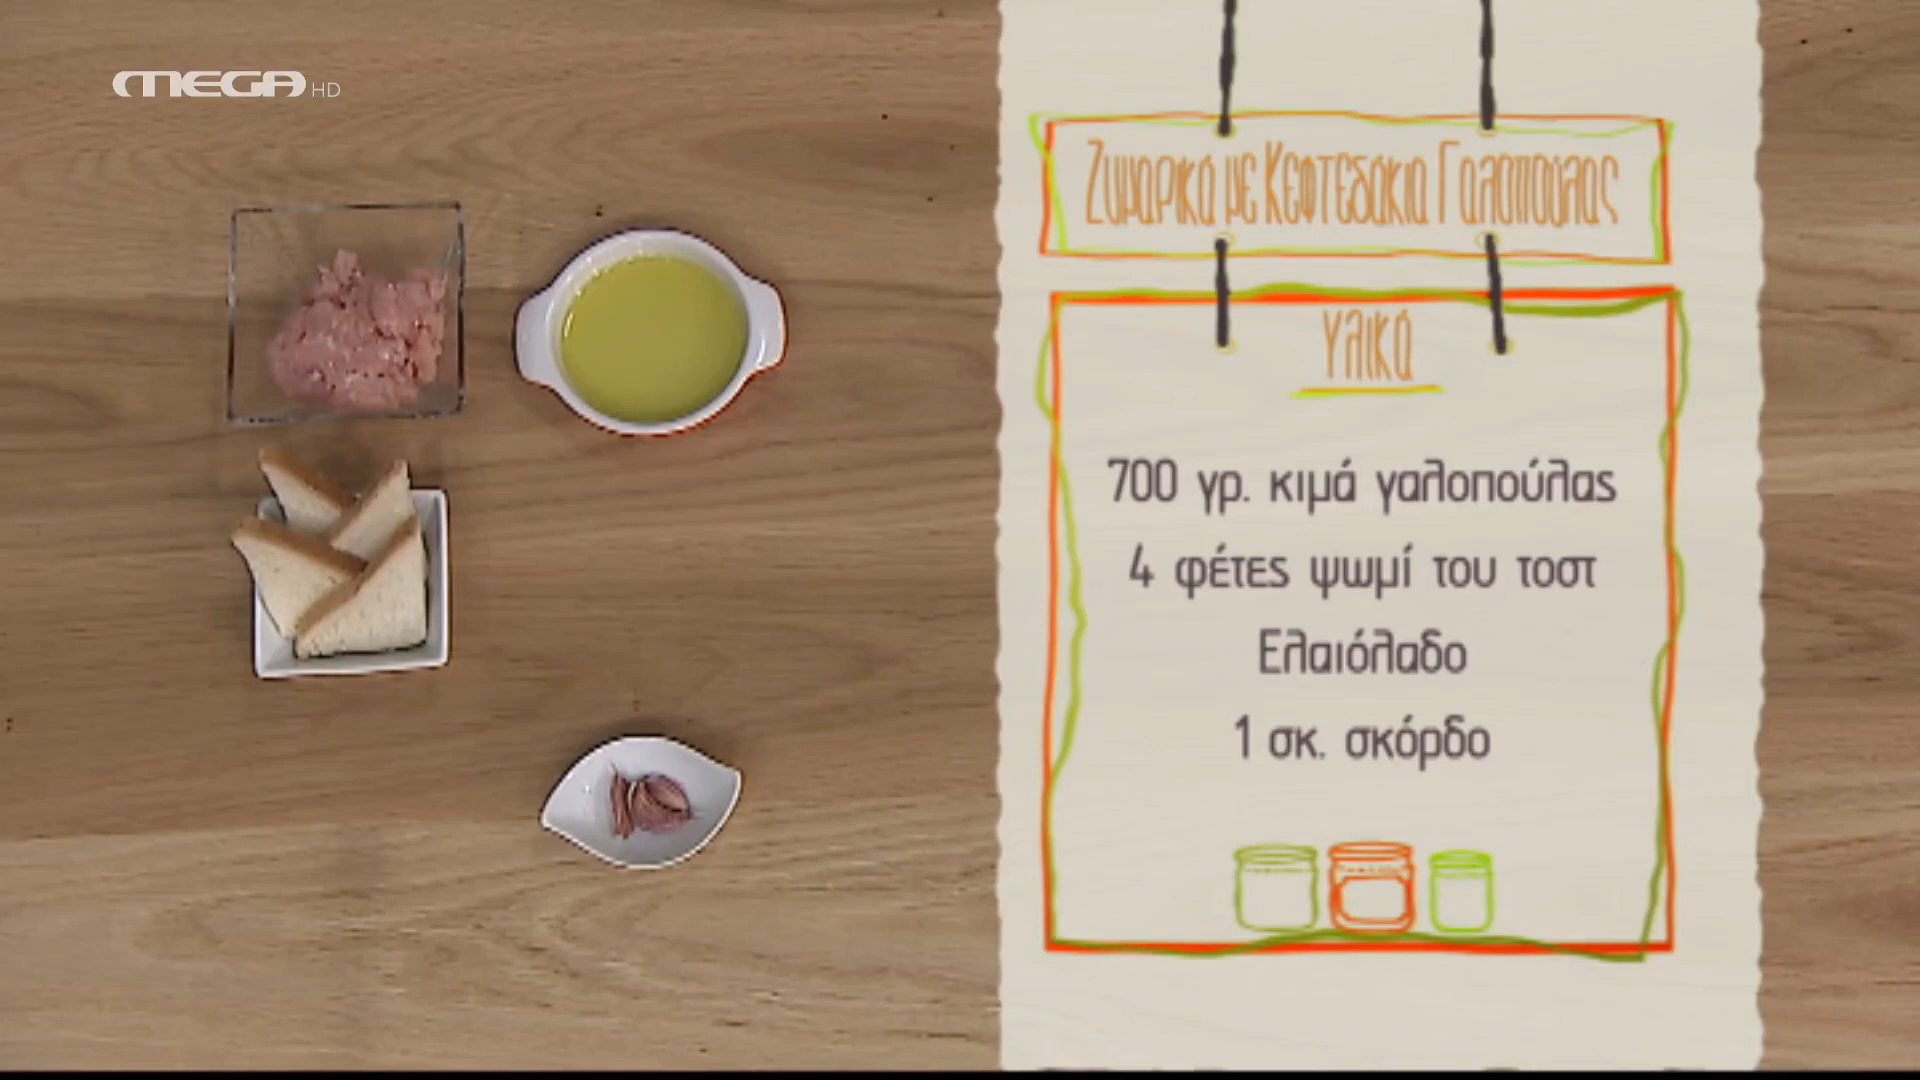 MEGA HD
Ζυμαρικά με Κεφτεδάκια Γαλοπούλας
Υλικά
700 γρ. κιμά γαλοπούλας
4 φέτες ψωμί του τοστ
Ελαιόλαδο
1 σκ. σκόρδο